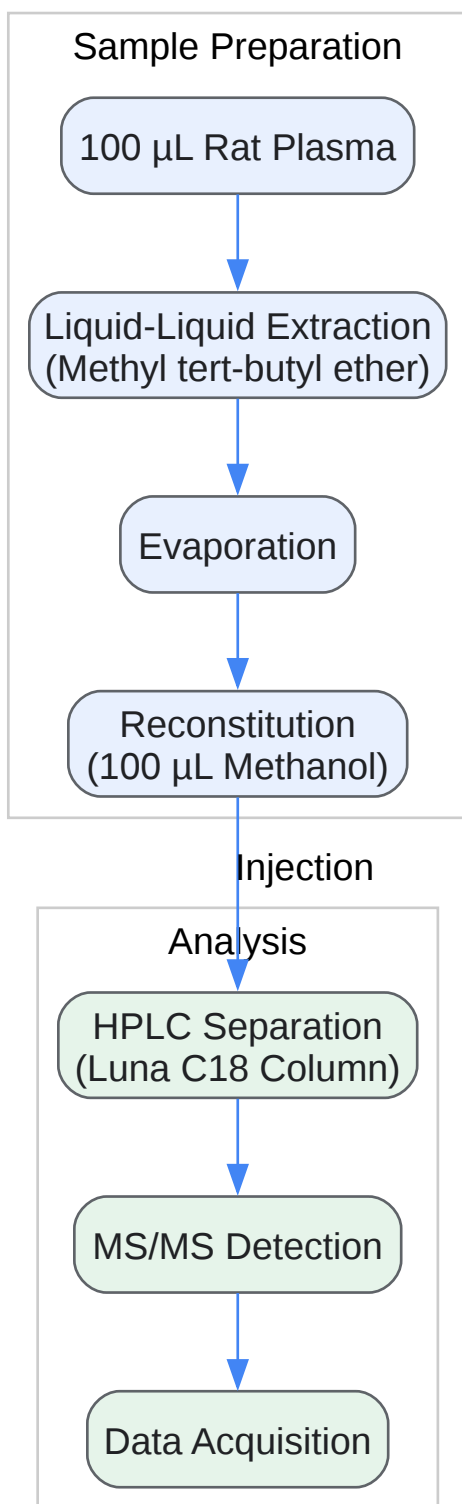 Sample Preparation
100 µL Rat Plasma
Liquid-Liquid Extraction
(Methyl tert-butyl ether)
Evaporation
Reconstitution
(100 µL Methanol)
Injection
Analysis
HPLC Separation
(Luna C18 Column)
MS/MS Detection
Data Acquisition